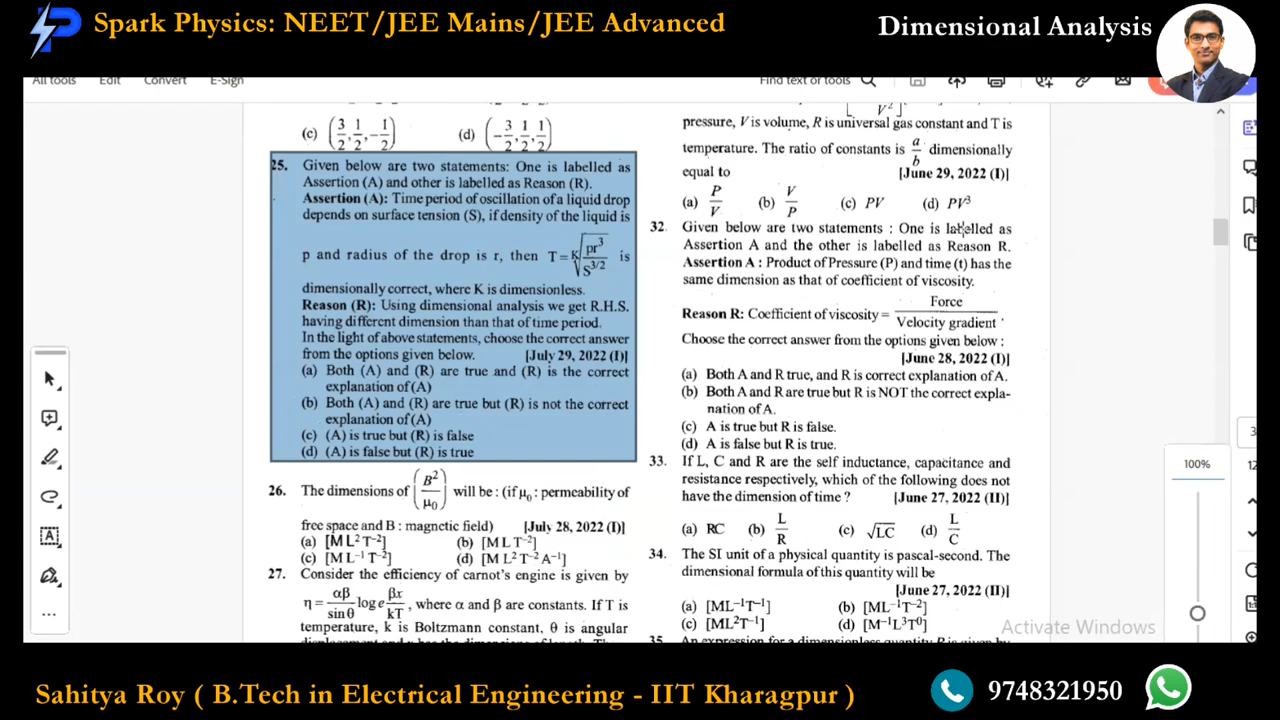 Spark Physics: NEET/JEE Mains/JEE Advanced
Dimensional Analysis
All tools Edit Convert E-Sign
Find text or tools
(c) (3/2, 1/2, -1/2) (d) (-3/2, 1/2, 1/2)
25. Given below are two statements: One is labelled as
Assertion (A) and other is labelled as Reason (R).
Assertion (A): Time period of oscillation of a liquid drop
depends on surface tension (S), if density of the liquid is
p and radius of the drop is r, then T = K√(pr³/S^3/2) is
dimensionally correct, where K is dimensionless.
Reason (R): Using dimensional analysis we get R.H.S.
having different dimension than that of time period.
In the light of above statements, choose the correct answer
from the options given below. [July 29, 2022 (I)]
(a) Both (A) and (R) are true and (R) is the correct
explanation of (A)
(b) Both (A) and (R) are true but (R) is not the correct
explanation of (A)
(c) (A) is true but (R) is false
(d) (A) is false but (R) is true
26. The dimensions of (B²/μ₀) will be : (if μ₀ : permeability of
free space and B : magnetic field) [July 28, 2022 (I)]
(a) [M L² T⁻²] (b) [M L T⁻²]
(c) [M L⁻¹ T⁻²] (d) [M L² T⁻² A⁻¹]
27. Consider the efficiency of carnot's engine is given by
η = αβ/sinθ log e βx/kT, where α and β are constants. If T is
temperature, k is Boltzmann constant, θ is angular
V²
pressure, V is volume, R is universal gas constant and T is
temperature. The ratio of constants is a/b dimensionally
equal to [June 29, 2022 (I)]
(a) P/V (b) V/P (c) PV (d) PV³
32. Given below are two statements : One is labelled as
Assertion A and the other is labelled as Reason R.
Assertion A : Product of Pressure (P) and time (t) has the
same dimension as that of coefficient of viscosity.
Reason R: Coefficient of viscosity = Force/Velocity gradient .
Choose the correct answer from the options given below :
[June 28, 2022 (I)]
(a) Both A and R true, and R is correct explanation of A.
(b) Both A and R are true but R is NOT the correct expla-
nation of A.
(c) A is true but R is false.
(d) A is false but R is true.
33. If L, C and R are the self inductance, capacitance and
resistance respectively, which of the following does not
have the dimension of time ? [June 27, 2022 (II)]
(a) RC (b) L/R (c) √LC (d) L/C
34. The SI unit of a physical quantity is pascal-second. The
dimensional formula of this quantity will be
[June 27, 2022 (II)]
(a) [ML⁻¹T⁻¹] (b) [ML⁻¹T⁻²]
(c) [ML²T⁻¹] (d) [M⁻¹L³T⁰]
35. An expression for a dimensionless quantity P is given by
100%
Activate Windows
Sahitya Roy ( B.Tech in Electrical Engineering - IIT Kharagpur )
9748321950